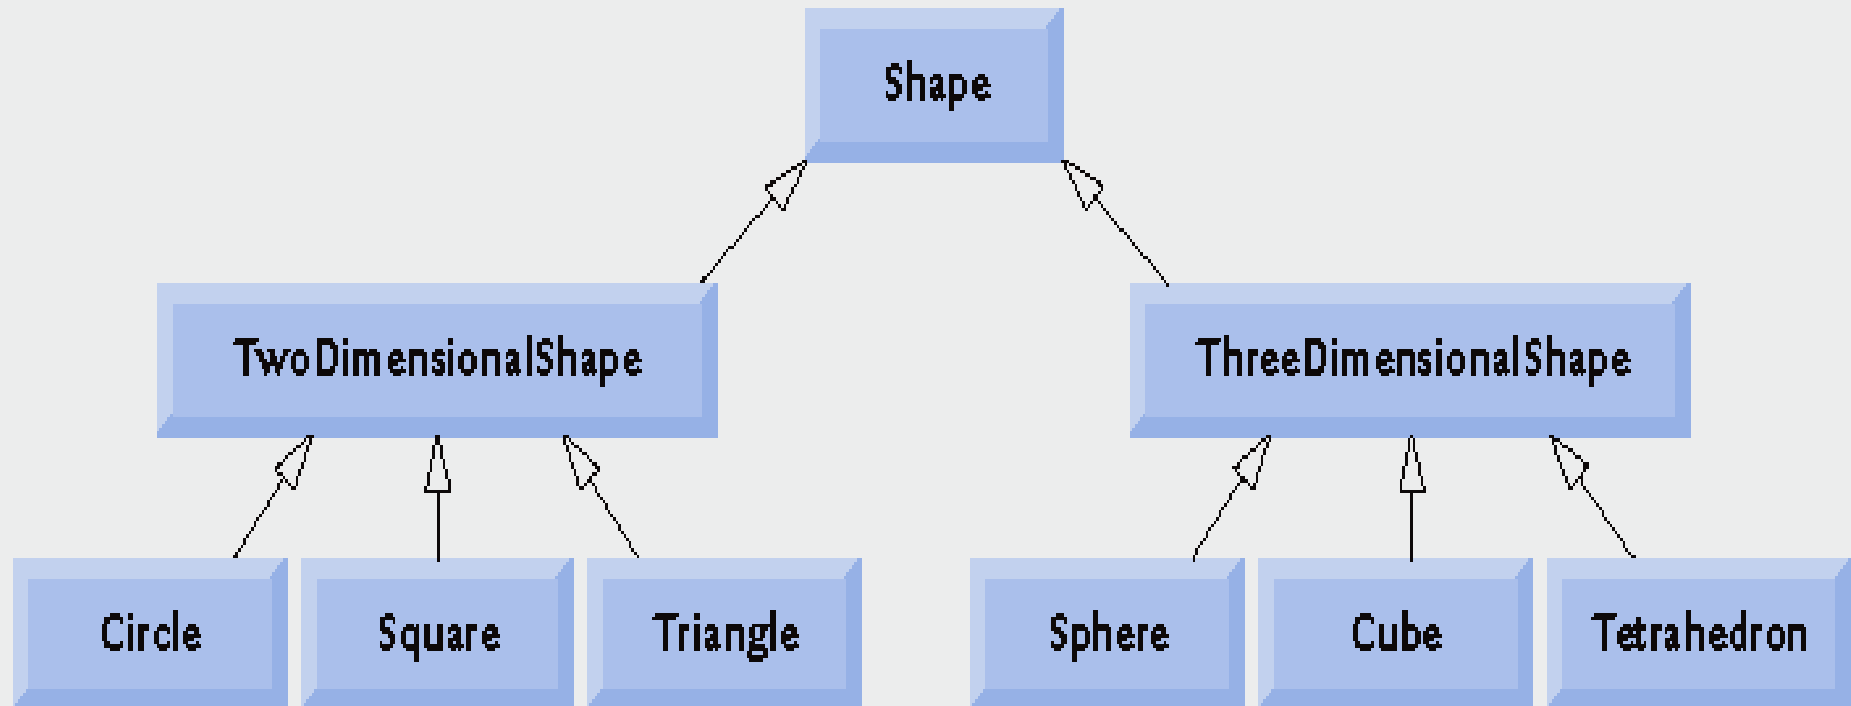 Shape
TwoDimensionalShape
ThreeDimensionalShape
Circle
Square
Triangle
Sphere
Cube
Tetrahedron